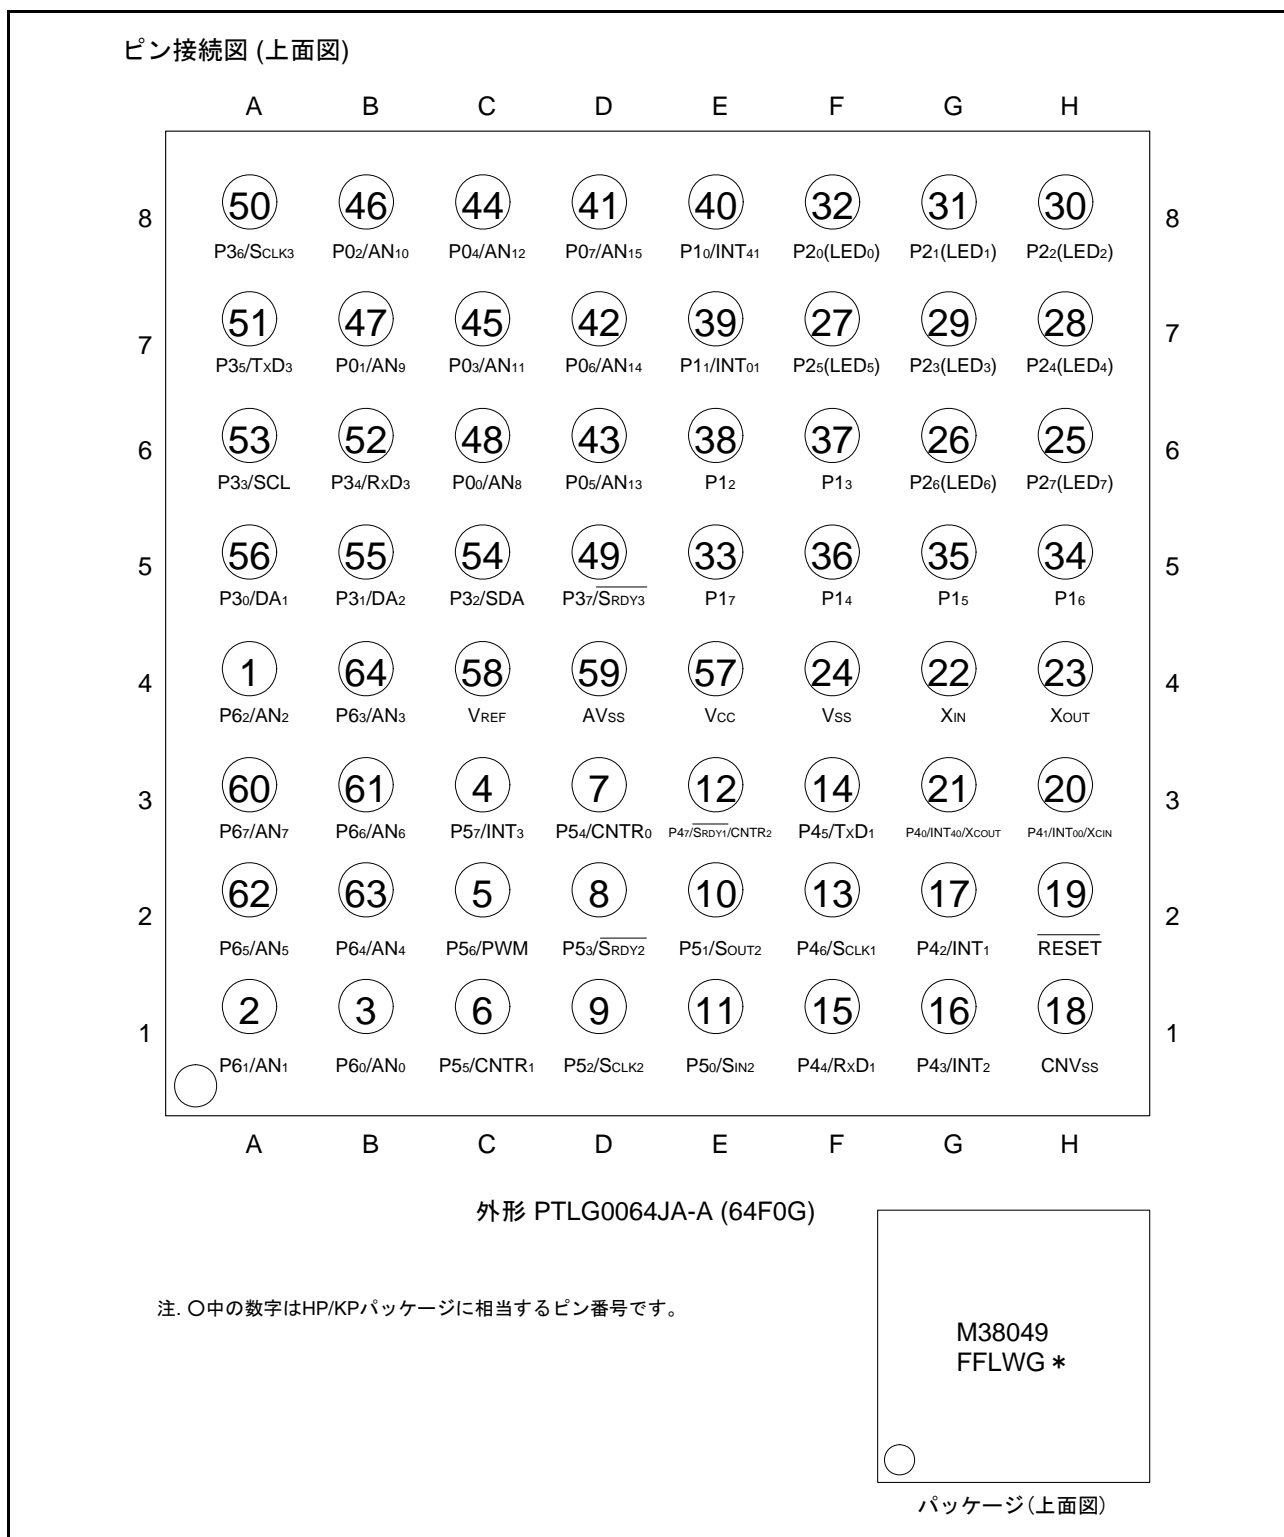 ピン接続図 (上面図)
A B C D E F G H
8 50 46 44 41 40 32 31 30 8
P36/SCLK3 P02/AN10 P04/AN12 P07/AN15 P10/INT41 P20(LED0) P21(LED1) P22(LED2)
7 51 47 45 42 39 27 29 28 7
P35/TxD3 P01/AN9 P03/AN11 P06/AN14 P11/INT01 P25(LED5) P23(LED3) P24(LED4)
6 53 52 48 43 38 37 26 25 6
P33/SCL P34/RxD3 P00/AN8 P05/AN13 P12 P13 P26(LED6) P27(LED7)
5 56 55 54 49 33 36 35 34 5
P30/DA1 P31/DA2 P32/SDA P37/SRDY3 P17 P14 P15 P16
4 1 64 58 59 57 24 22 23 4
P62/AN2 P63/AN3 VREF AVSS VCC VSS XIN XOUT
3 60 61 4 7 12 14 21 20 3
P67/AN7 P66/AN6 P57/INT3 P54/CNTR0 P47/SRDY1/CNTR2 P45/TxD1 P40/INT40/XCOUT P41/INT00/XCIN
2 62 63 5 8 10 13 17 19 2
P65/AN5 P64/AN4 P56/PWM P53/SRDY2 P51/SOUT2 P46/SCLK1 P42/INT1 RESET
1 2 3 6 9 11 15 16 18 1
P61/AN1 P60/AN0 P55/CNTR1 P52/SCLK2 P50/SIN2 P44/RxD1 P43/INT2 CNVSS
A B C D E F G H
外形 PTLG0064JA-A (64F0G)
注. ○中の数字はHP/KPパッケージに相当するピン番号です。
M38049
FFLWG＊
パッケージ（上面図）